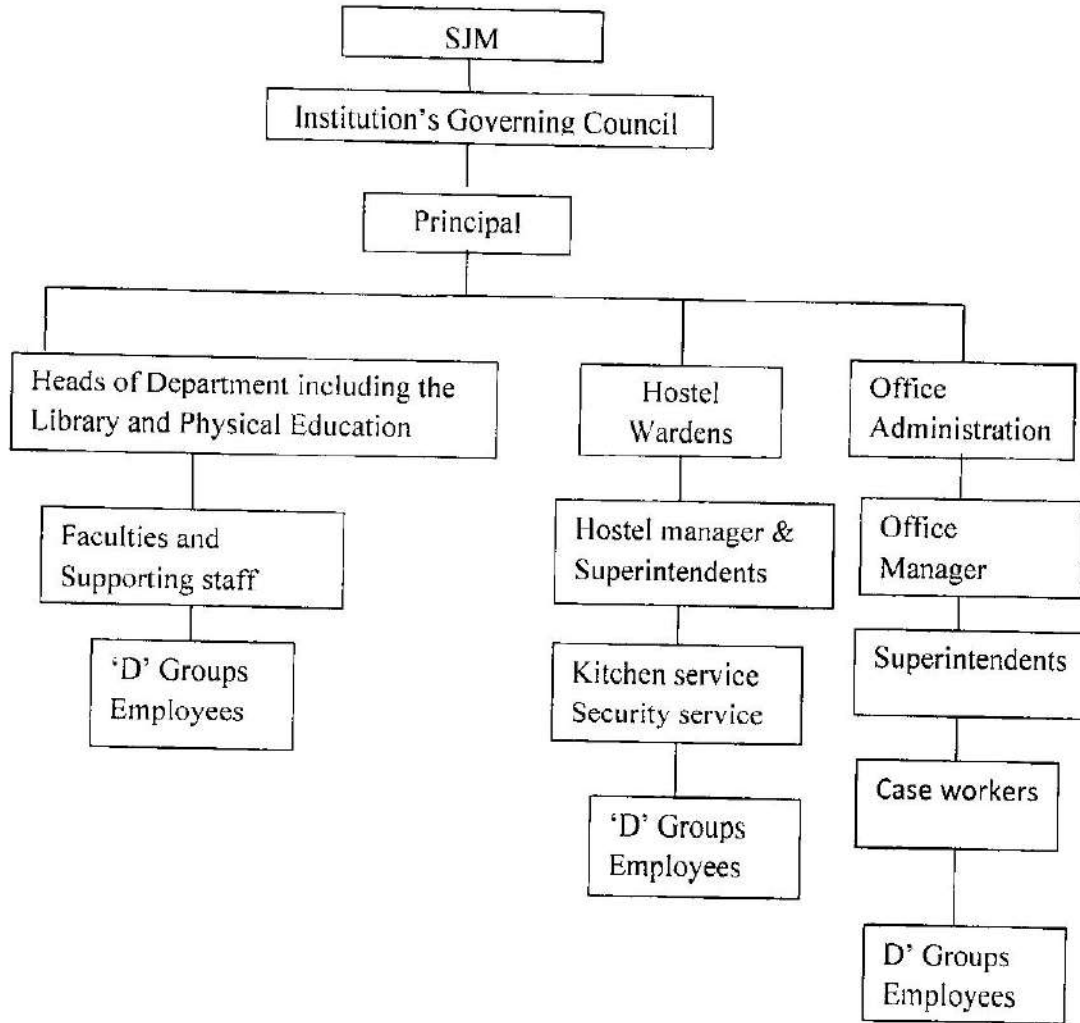 SJM
Institution's Governing Council
Principal
Heads of Department including the
Library and Physical Education
Hostel
Wardens
Office
Administration
Faculties and
Supporting staff
Hostel manager &
Superintendents
Office
Manager
'D' Groups
Employees
Kitchen service
Security service
Superintendents
'D' Groups
Employees
Case workers
D' Groups
Employees